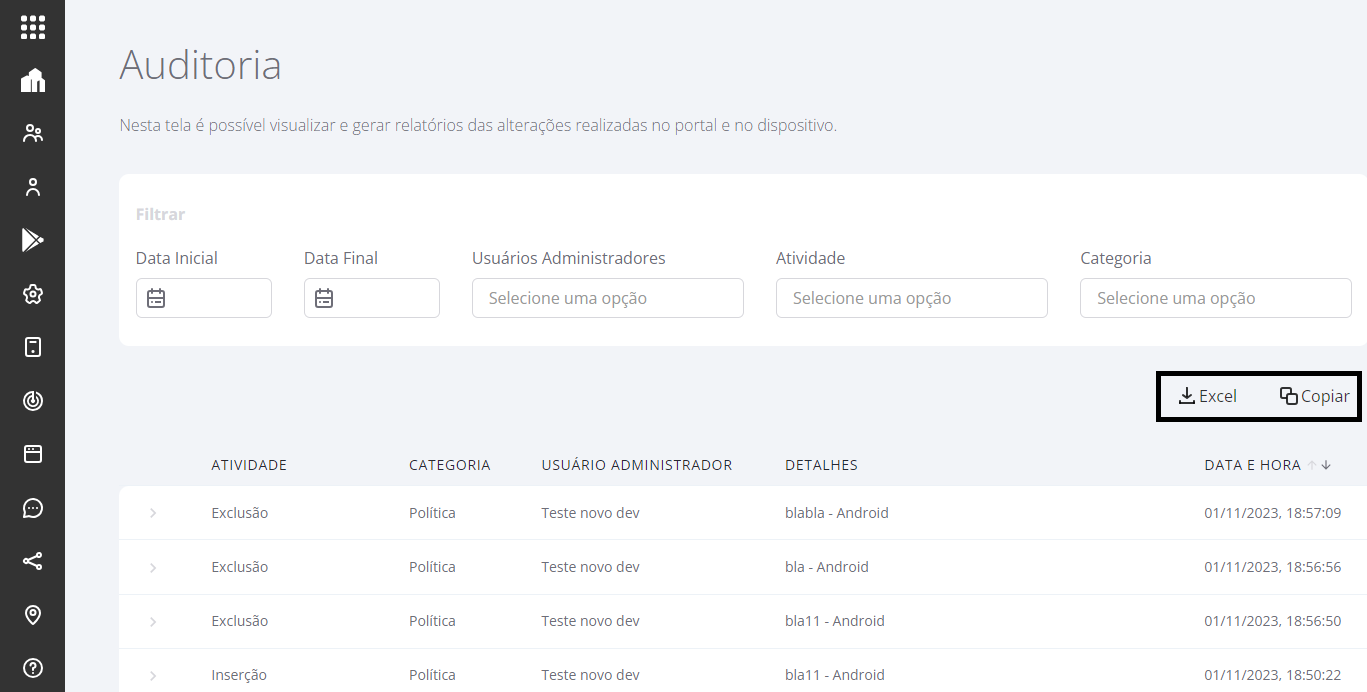 Auditoria
Nesta tela é possível visualizar e gerar relatórios das alterações realizadas no portal e no dispositivo.
Filtrar
Data Inicial Data Final Usuários Administradores Atividade Categoria
Selecione uma opção Selecione uma opção Selecione uma opção
Excel Copiar
ATIVIDADE CATEGORIA USUÁRIO ADMINISTRADOR DETALHES DATA E HORA
Exclusão Política Teste novo dev blabla - Android 01/11/2023, 18:57:09
Exclusão Política Teste novo dev bla - Android 01/11/2023, 18:56:56
Exclusão Política Teste novo dev bla11 - Android 01/11/2023, 18:56:50
Inserção Política Teste novo dev bla11 - Android 01/11/2023, 18:50:22